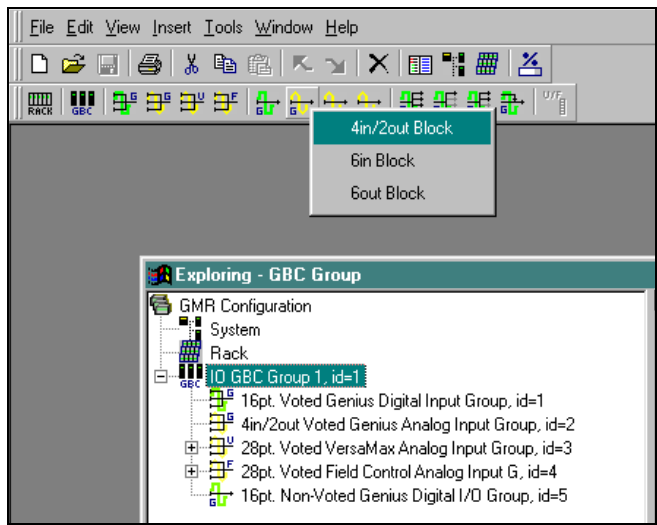 File Edit View Insert Tools Window Help
RACK GBC G G U F G G G U/F
4in/2out Block
6in Block
6out Block
Exploring - GBC Group
GMR Configuration
System
Rack
GBC IO GBC Group 1, id=1
G 16pt. Voted Genius Digital Input Group, id=1
G 4in/2out Voted Genius Analog Input Group, id=2
U 28pt. Voted VersaMax Analog Input Group, id=3
F 28pt. Voted Field Control Analog Input G, id=4
G 16pt. Non-Voted Genius Digital I/O Group, id=5